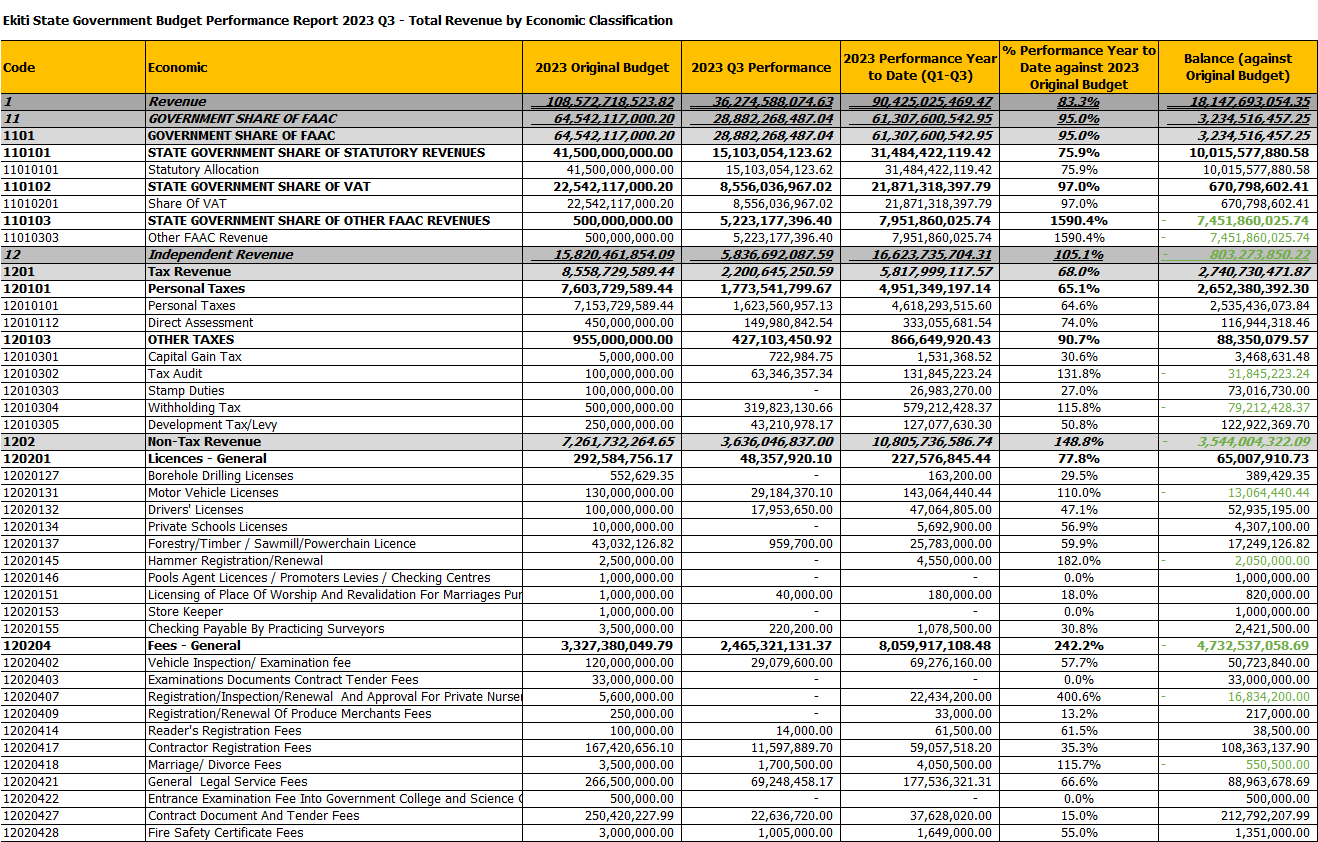 Ekiti State Government Budget Performance Report 2023 Q3 - Total Revenue by Economic Classification
Code Economic 2023 Original Budget 2023 Q3 Performance 2023 Performance Year to Date (Q1-Q3) % Performance Year to Date against 2023 Original Budget Balance (against Original Budget)
1 Revenue 108,572,718,523.82 36,274,588,074.63 90,425,025,469.47 83.3% 18,147,693,054.35
11 GOVERNMENT SHARE OF FAAC 64,542,117,000.20 28,882,268,487.04 61,307,600,542.95 95.0% 3,234,516,457.25
1101 GOVERNMENT SHARE OF FAAC 64,542,117,000.20 28,882,268,487.04 61,307,600,542.95 95.0% 3,234,516,457.25
110101 STATE GOVERNMENT SHARE OF STATUTORY REVENUES 41,500,000,000.00 15,103,054,123.62 31,484,422,119.42 75.9% 10,015,577,880.58
11010101 Statutory Allocation 41,500,000,000.00 15,103,054,123.62 31,484,422,119.42 75.9% 10,015,577,880.58
110102 STATE GOVERNMENT SHARE OF VAT 22,542,117,000.20 8,556,036,967.02 21,871,318,397.79 97.0% 670,798,602.41
11010201 Share Of VAT 22,542,117,000.20 8,556,036,967.02 21,871,318,397.79 97.0% 670,798,602.41
110103 STATE GOVERNMENT SHARE OF OTHER FAAC REVENUES 500,000,000.00 5,223,177,396.40 7,951,860,025.74 1590.4% - 7,451,860,025.74
11010303 Other FAAC Revenue 500,000,000.00 5,223,177,396.40 7,951,860,025.74 1590.4% - 7,451,860,025.74
12 Independent Revenue 15,820,461,854.09 5,836,692,087.59 16,623,735,704.31 105.1% - 803,273,850.22
1201 Tax Revenue 8,558,729,589.44 2,200,645,250.59 5,817,999,117.57 68.0% 2,740,730,471.87
120101 Personal Taxes 7,603,729,589.44 1,773,541,799.67 4,951,349,197.14 65.1% 2,652,380,392.30
12010101 Personal Taxes 7,153,729,589.44 1,623,560,957.13 4,618,293,515.60 64.6% 2,535,436,073.84
12010112 Direct Assessment 450,000,000.00 149,980,842.54 333,055,681.54 74.0% 116,944,318.46
120103 OTHER TAXES 955,000,000.00 427,103,450.92 866,649,920.43 90.7% 88,350,079.57
12010301 Capital Gain Tax 5,000,000.00 722,984.75 1,531,368.52 30.6% 3,468,631.48
12010302 Tax Audit 100,000,000.00 63,346,357.34 131,845,223.24 131.8% - 31,845,223.24
12010303 Stamp Duties 100,000,000.00 - 26,983,270.00 27.0% 73,016,730.00
12010304 Withholding Tax 500,000,000.00 319,823,130.66 579,212,428.37 115.8% - 79,212,428.37
12010305 Development Tax/Levy 250,000,000.00 43,210,978.17 127,077,630.30 50.8% 122,922,369.70
1202 Non-Tax Revenue 7,261,732,264.65 3,636,046,837.00 10,805,736,586.74 148.8% - 3,544,004,322.09
120201 Licences - General 292,584,756.17 48,357,920.10 227,576,845.44 77.8% 65,007,910.73
12020127 Borehole Drilling Licenses 552,629.35 - 163,200.00 29.5% 389,429.35
12020131 Motor Vehicle Licenses 130,000,000.00 29,184,370.10 143,064,440.44 110.0% - 13,064,440.44
12020132 Drivers' Licenses 100,000,000.00 17,953,650.00 47,064,805.00 47.1% 52,935,195.00
12020134 Private Schools Licenses 10,000,000.00 - 5,692,900.00 56.9% 4,307,100.00
12020137 Forestry/Timber / Sawmill/Powerchain Licence 43,032,126.82 959,700.00 25,783,000.00 59.9% 17,249,126.82
12020145 Hammer Registration/Renewal 2,500,000.00 - 4,550,000.00 182.0% - 2,050,000.00
12020146 Pools Agent Licences / Promoters Levies / Checking Centres 1,000,000.00 - - 0.0% 1,000,000.00
12020151 Licensing of Place Of Worship And Revalidation For Marriages Pur 1,000,000.00 40,000.00 180,000.00 18.0% 820,000.00
12020153 Store Keeper 1,000,000.00 - - 0.0% 1,000,000.00
12020155 Checking Payable By Practicing Surveyors 3,500,000.00 220,200.00 1,078,500.00 30.8% 2,421,500.00
120204 Fees - General 3,327,380,049.79 2,465,321,131.37 8,059,917,108.48 242.2% - 4,732,537,058.69
12020402 Vehicle Inspection/ Examination fee 120,000,000.00 29,079,600.00 69,276,160.00 57.7% 50,723,840.00
12020403 Examinations Documents Contract Tender Fees 33,000,000.00 - - 0.0% 33,000,000.00
12020407 Registration/Inspection/Renewal And Approval For Private Nurser 5,600,000.00 - 22,434,200.00 400.6% - 16,834,200.00
12020409 Registration/Renewal Of Produce Merchants Fees 250,000.00 - 33,000.00 13.2% 217,000.00
12020414 Reader's Registration Fees 100,000.00 14,000.00 61,500.00 61.5% 38,500.00
12020417 Contractor Registration Fees 167,420,656.10 11,597,889.70 59,057,518.20 35.3% 108,363,137.90
12020418 Marriage/ Divorce Fees 3,500,000.00 1,700,500.00 4,050,500.00 115.7% - 550,500.00
12020421 General Legal Service Fees 266,500,000.00 69,248,458.17 177,536,321.31 66.6% 88,963,678.69
12020422 Entrance Examination Fee Into Government College and Science 500,000.00 - - 0.0% 500,000.00
12020427 Contract Document And Tender Fees 250,420,227.99 22,636,720.00 37,628,020.00 15.0% 212,792,207.99
12020428 Fire Safety Certificate Fees 3,000,000.00 1,005,000.00 1,649,000.00 55.0% 1,351,000.00